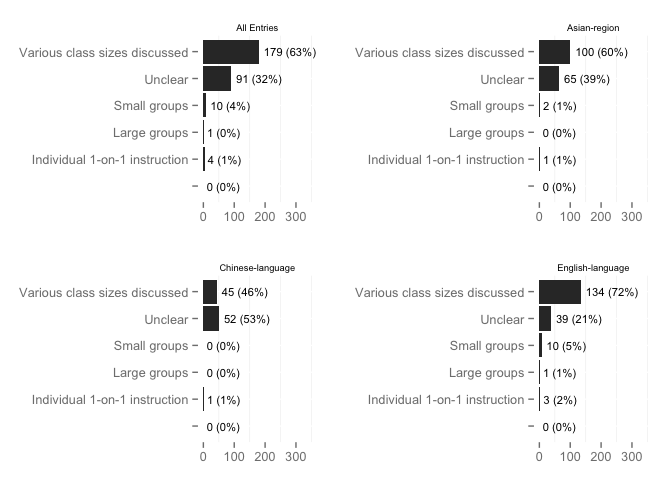 All Entries
Various class sizes discussed 179 (63%)
Unclear 91 (32%)
Small groups 10 (4%)
Large groups 1 (0%)
Individual 1-on-1 instruction 4 (1%)
0 (0%)
0 100 200 300
Asian-region
Various class sizes discussed 100 (60%)
Unclear 65 (39%)
Small groups 2 (1%)
Large groups 0 (0%)
Individual 1-on-1 instruction 1 (1%)
0 (0%)
0 100 200 300
Chinese-language
Various class sizes discussed 45 (46%)
Unclear 52 (53%)
Small groups 0 (0%)
Large groups 0 (0%)
Individual 1-on-1 instruction 1 (1%)
0 (0%)
0 100 200 300
English-language
Various class sizes discussed 134 (72%)
Unclear 39 (21%)
Small groups 10 (5%)
Large groups 1 (1%)
Individual 1-on-1 instruction 3 (2%)
0 (0%)
0 100 200 300